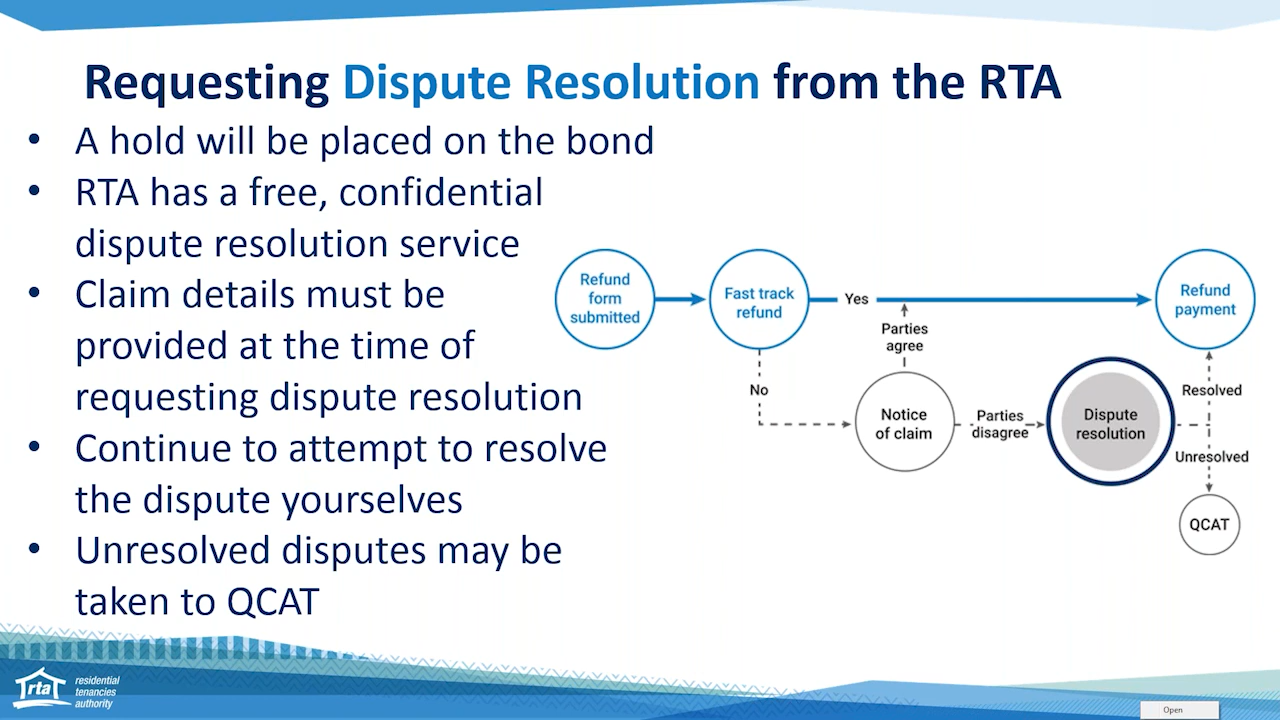 Requesting Dispute Resolution from the RTA
• A hold will be placed on the bond
• RTA has a free, confidential
dispute resolution service
• Claim details must be
provided at the time of
requesting dispute resolution
• Continue to attempt to resolve
the dispute yourselves
• Unresolved disputes may be
taken to QCAT
Refund
form
submitted
Fast track
refund
Yes
Refund
payment
Parties
agree
No
Notice
of claim
Parties
disagree
Dispute
resolution
Resolved
Unresolved
QCAT
rta
residential
tenancies
authority
Open